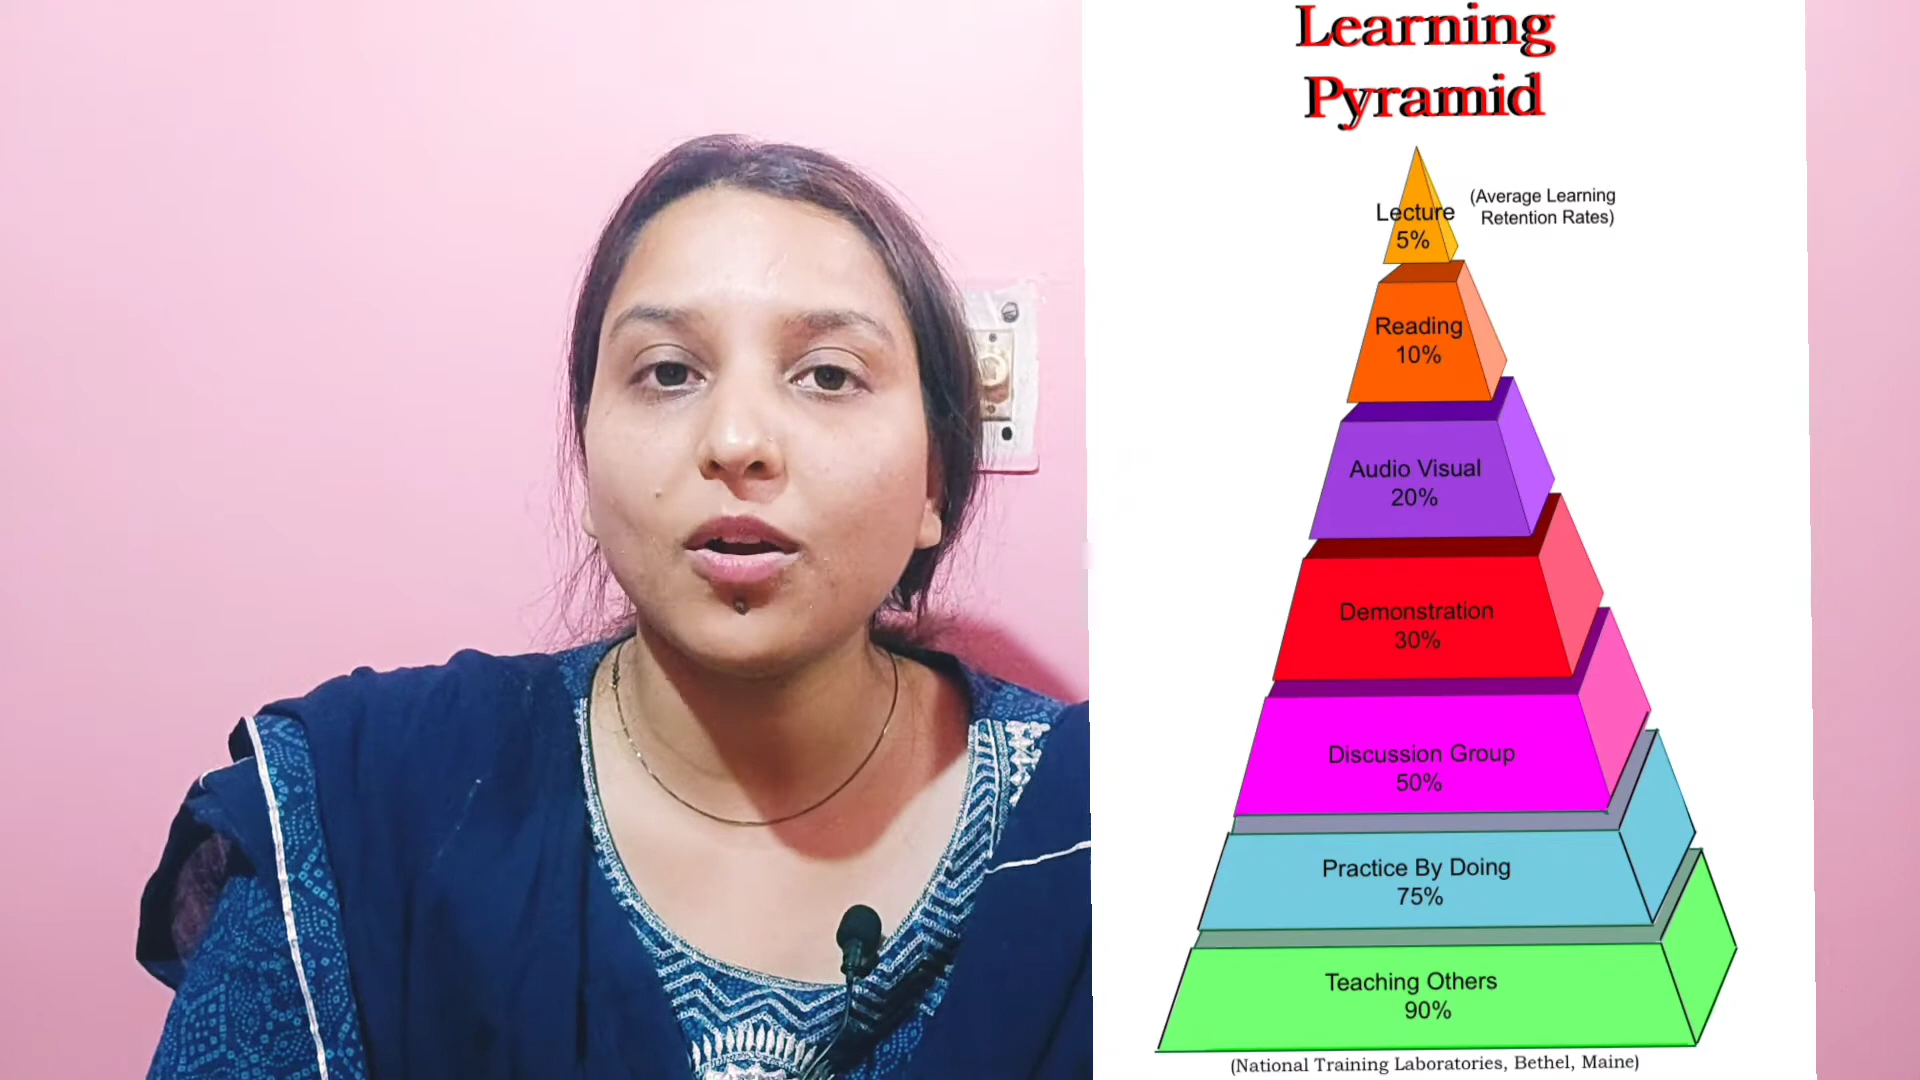 Learning
Pyramid
(Average Learning
Retention Rates)
Lecture
5%
Reading
10%
Audio Visual
20%
Demonstration
30%
Discussion Group
50%
Practice By Doing
75%
Teaching Others
90%
(National Training Laboratories, Bethel, Maine)